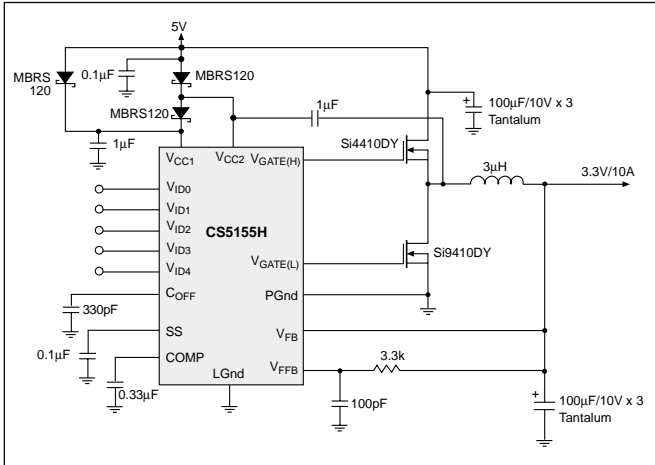 5V
MBRS
120
0.1μF
MBRS120
MBRS120
1μF
1μF
100μF/10V x 3
Tantalum
Si4410DY
3μH
3.3V/10A
VCC1
VCC2
VGATE(H)
VID0
VID1
VID2
VID3
VID4
CS5155H
VGATE(L)
Si9410DY
COFF
PGnd
330pF
SS
VFB
0.1μF
COMP
VFFB
3.3k
LGnd
0.33μF
100pF
100μF/10V x 3
Tantalum